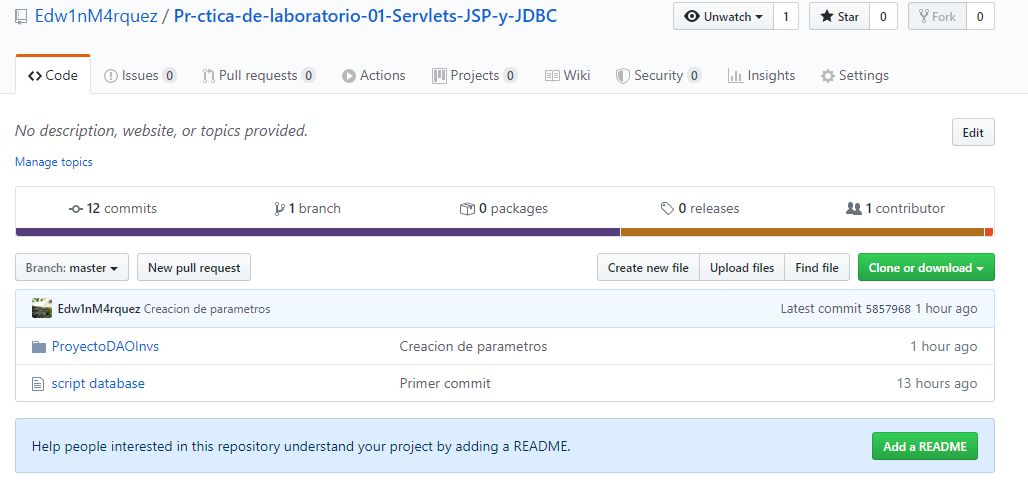 Edw1nM4rquez / Pr-ctica-de-laboratorio-01-Servlets-JSP-y-JDBC
Unwatch 1 Star 0 Fork 0
Code Issues 0 Pull requests 0 Actions Projects 0 Wiki Security 0 Insights Settings
No description, website, or topics provided.
Edit
Manage topics
12 commits 1 branch 0 packages 0 releases 1 contributor
Branch: master New pull request Create new file Upload files Find file Clone or download
Edw1nM4rquez Creacion de parametros Latest commit 5857968 1 hour ago
ProyectoDAOInvs Creacion de parametros 1 hour ago
script database Primer commit 13 hours ago
Help people interested in this repository understand your project by adding a README. Add a README